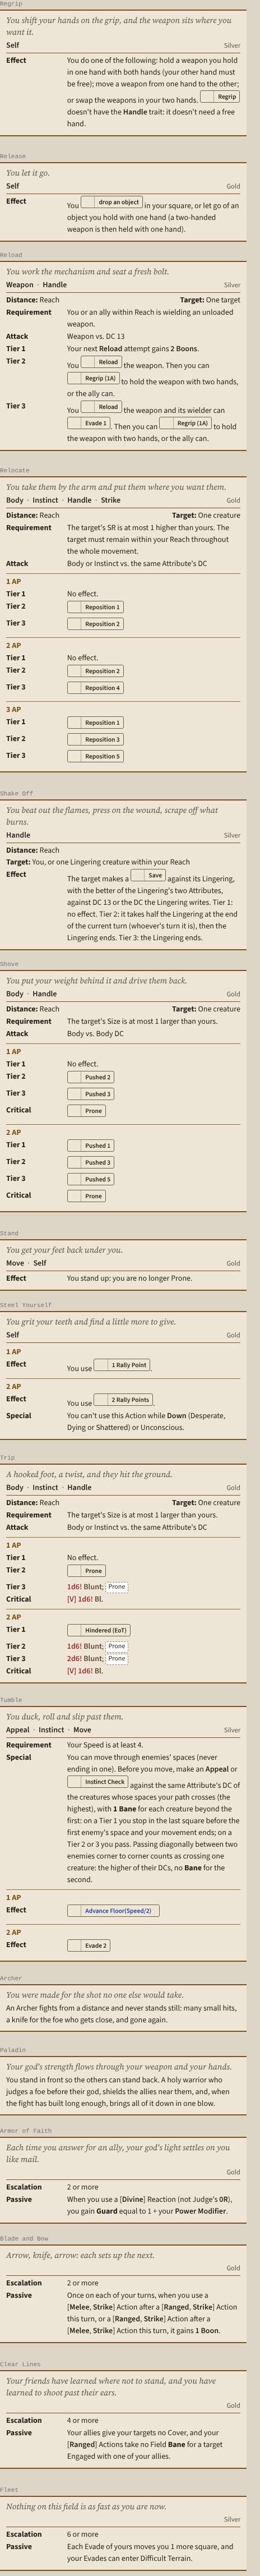 Regrip
You shift your hands on the grip, and the weapon sits where you
want it.
Self Silver
Effect You do one of the following: hold a weapon you hold
in one hand with both hands (your other hand must
be free); move a weapon from one hand to the other;
or swap the weapons in your two hands. Regrip
doesn't have the Handle trait: it doesn't need a free
hand.
Release
You let it go.
Self Gold
Effect You drop an object in your square, or let go of an
object you hold with one hand (a two-handed
weapon is then held with one hand).
Reload
You work the mechanism and seat a fresh bolt.
Weapon · Handle Silver
Distance: Reach Target: One target
Requirement You or an ally within Reach is wielding an unloaded
weapon.
Attack Weapon vs. DC 13
Tier 1 Your next Reload attempt gains 2 Boons.
Tier 2 You Reload the weapon. Then you can
Regrip (1A) to hold the weapon with two hands,
or the ally can.
Tier 3 You Reload the weapon and its wielder can
Evade 1. Then you can Regrip (1A) to hold
the weapon with two hands, or the ally can.
Relocate
You take them by the arm and put them where you want them.
Body · Instinct · Handle · Strike Gold
Distance: Reach Target: One creature
Requirement The target's SR is at most 1 higher than yours. The
target must remain within your Reach throughout
the whole movement.
Attack Body or Instinct vs. the same Attribute's DC
1 AP
Tier 1 No effect.
Tier 2 Reposition 1
Tier 3 Reposition 2
2 AP
Tier 1 No effect.
Tier 2 Reposition 2
Tier 3 Reposition 4
3 AP
Tier 1 Reposition 1
Tier 2 Reposition 3
Tier 3 Reposition 5
Shake Off
You beat out the flames, press on the wound, scrape off what
burns.
Handle Silver
Distance: Reach
Target: You, or one Lingering creature within your Reach
Effect The target makes a Save against its Lingering,
with the better of the Lingering's two Attributes,
against DC 13 or the DC the Lingering writes. Tier 1:
no effect. Tier 2: it takes half the Lingering at the end
of the current turn (whoever's turn it is), then the
Lingering ends. Tier 3: the Lingering ends.
Shove
You put your weight behind it and drive them back.
Body · Handle Gold
Distance: Reach Target: One creature
Requirement The target's Size is at most 1 larger than yours.
Attack Body vs. Body DC
1 AP
Tier 1 No effect.
Tier 2 Pushed 2
Tier 3 Pushed 3
Critical Prone
2 AP
Tier 1 Pushed 1
Tier 2 Pushed 3
Tier 3 Pushed 5
Critical Prone
Stand
You get your feet back under you.
Move · Self Gold
Effect You stand up: you are no longer Prone.
Steel Yourself
You grit your teeth and find a little more to give.
Self Gold
1 AP
Effect You use 1 Rally Point.
2 AP
Effect You use 2 Rally Points.
Special You can't use this Action while Down (Desperate,
Dying or Shattered) or Unconscious.
Trip
A hooked foot, a twist, and they hit the ground.
Body · Instinct · Handle Gold
Distance: Reach Target: One creature
Requirement The target's Size is at most 1 larger than yours.
Attack Body or Instinct vs. the same Attribute's DC
1 AP
Tier 1 No effect.
Tier 2 Prone
Tier 3 1d6! Blunt; Prone
Critical [V] 1d6! Bl.
2 AP
Tier 1 Hindered (EoT)
Tier 2 1d6! Blunt; Prone
Tier 3 2d6! Blunt; Prone
Critical [V] 1d6! Bl.
Tumble
You duck, roll and slip past them.
Appeal · Instinct · Move Silver
Requirement Your Speed is at least 4.
Special You can move through enemies' spaces (never
ending in one). Before you move, make an Appeal or
Instinct Check against the same Attribute's DC of
the creatures whose spaces your path crosses (the
highest), with 1 Bane for each creature beyond the
first: on a Tier 1 you stop in the last square before the
first enemy's space and your movement ends; on a
Tier 2 or 3 you pass. Passing diagonally between two
enemies corner to corner counts as crossing one
creature: the higher of their DCs, no Bane for the
second.
1 AP
Effect Advance Floor(Speed/2)
2 AP
Effect Evade 2
Archer
You were made for the shot no one else would take.
An Archer fights from a distance and never stands still: many small hits,
a knife for the foe who gets close, and gone again.
Paladin
Your god's strength flows through your weapon and your hands.
You stand in front so the others can stand back. A holy warrior who
judges a foe before your god, shields the allies near them, and, when
the fight has built long enough, brings all of it down in one blow.
Armor of Faith
Each time you answer for an ally, your god's light settles on you
like mail.
Gold
Escalation 2 or more
Passive When you use a [Divine] Reaction (not Judge's 0R),
you gain Guard equal to 1 + your Power Modifier.
Blade and Bow
Arrow, knife, arrow: each sets up the next.
Gold
Escalation 2 or more
Passive Once on each of your turns, when you use a
[Melee, Strike] Action after a [Ranged, Strike] Action
this turn, or a [Ranged, Strike] Action after a
[Melee, Strike] Action this turn, it gains 1 Boon.
Clear Lines
Your friends have learned where not to stand, and you have
learned to shoot past their ears.
Gold
Escalation 4 or more
Passive Your allies give your targets no Cover, and your
[Ranged] Actions take no Field Bane for a target
Engaged with one of your allies.
Fleet
Nothing on this field is as fast as you are now.
Silver
Escalation 6 or more
Passive Each Evade of yours moves you 1 more square, and
your Evades can enter Difficult Terrain.